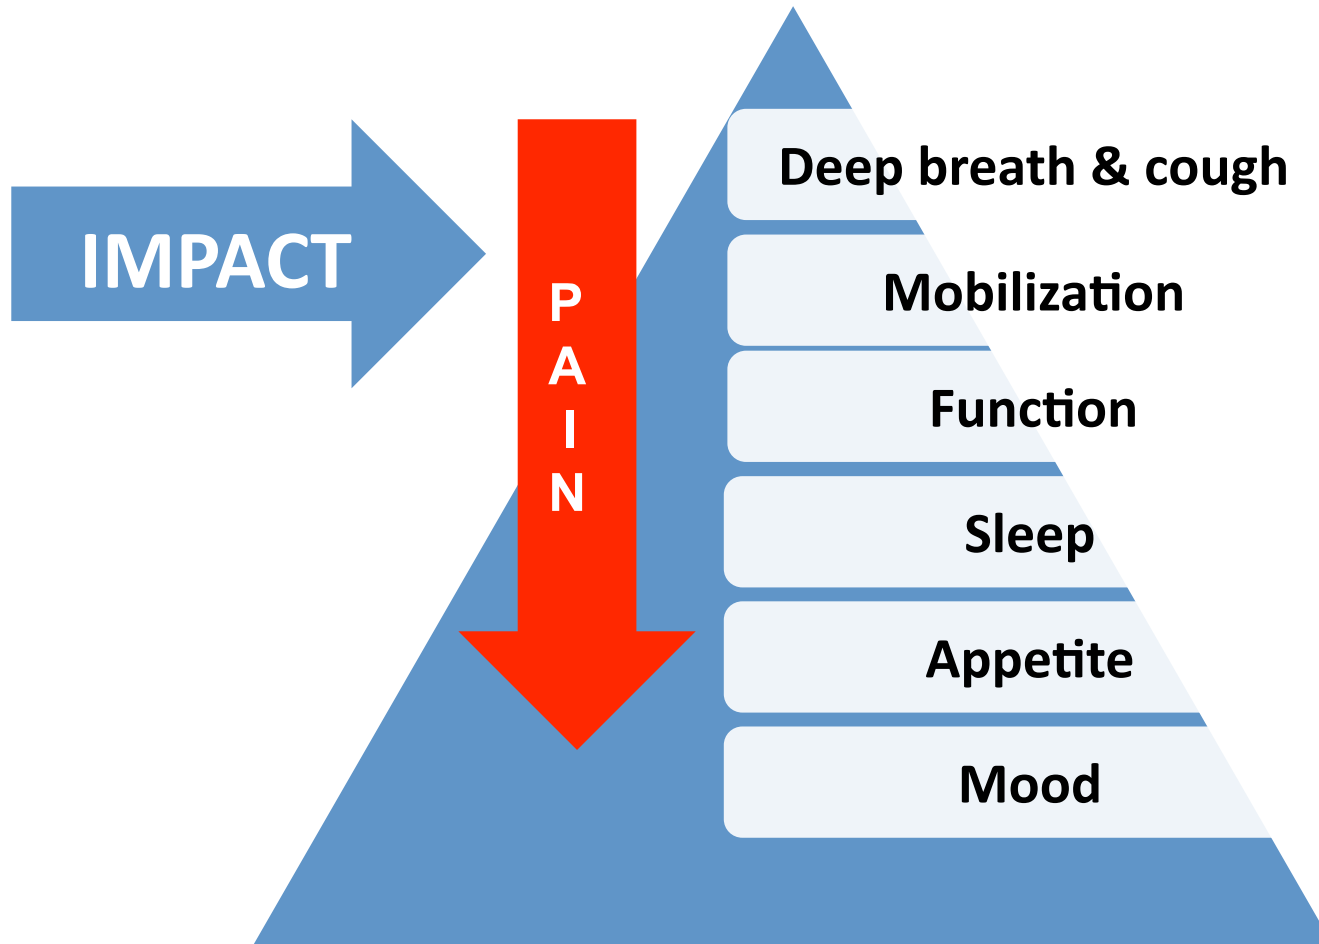 IMPACT
P
A
I
N
Deep breath & cough
Mobilization
Function
Sleep
Appetite
Mood